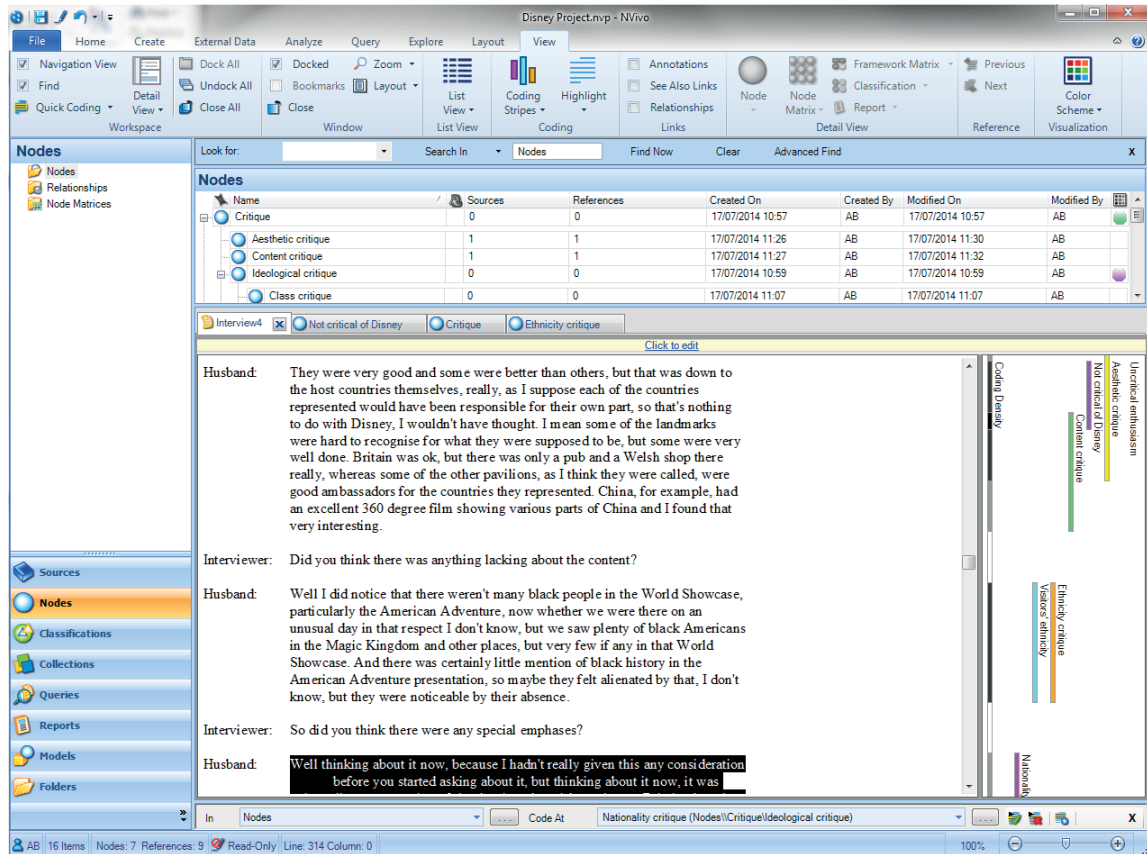 Disney Project.nvp - NVivo
File Home Create External Data Analyze Query Explore Layout View
Navigation View
Find
Quick Coding
Detail View
Workspace
Dock All
Undock All
Close All
Docked
Bookmarks
Close
Zoom
Layout
Window
List View
List View
Coding Stripes
Highlight
Coding
Annotations
See Also Links
Relationships
Links
Node
Node Matrix
Framework Matrix
Classification
Report
Detail View
Previous
Next
Reference
Color Scheme
Visualization
Nodes
Nodes
Relationships
Node Matrices
Look for: Search In Nodes Find Now Clear Advanced Find x
Nodes
Name Sources References Created On Created By Modified On Modified By
Critique 0 0 17/07/2014 10:57 AB 17/07/2014 10:57 AB
Aesthetic critique 1 1 17/07/2014 11:26 AB 17/07/2014 11:30 AB
Content critique 1 1 17/07/2014 11:27 AB 17/07/2014 11:32 AB
Ideological critique 0 0 17/07/2014 10:59 AB 17/07/2014 10:59 AB
Class critique 0 0 17/07/2014 11:07 AB 17/07/2014 11:07 AB
Interview4 Not critical of Disney Critique Ethnicity critique
Click to edit
Husband: They were very good and some were better than others, but that was down to
the host countries themselves, really, as I suppose each of the countries
represented would have been responsible for their own part, so that's nothing
to do with Disney, I wouldn't have thought. I mean some of the landmarks
were hard to recognise for what they were supposed to be, but some were very
well done. Britain was ok, but there was only a pub and a Welsh shop there
really, whereas some of the other pavilions, as I think they were called, were
good ambassadors for the countries they represented. China, for example, had
an excellent 360 degree film showing various parts of China and I found that
very interesting.
Interviewer: Did you think there was anything lacking about the content?
Husband: Well I did notice that there weren't many black people in the World Showcase,
particularly the American Adventure, now whether we were there on an
unusual day in that respect I don't know, but we saw plenty of black Americans
in the Magic Kingdom and other places, but very few if any in that World
Showcase. And there was certainly little mention of black history in the
American Adventure presentation, so maybe they felt alienated by that, I don't
know, but they were noticeable by their absence.
Interviewer: So did you think there were any special emphases?
Husband: Well thinking about it now, because I hadn't really given this any consideration
before you started asking about it, but thinking about it now, it was
Coding Density
Content critique
Not critical of Disney
Aesthetic critique
Uncritical enthusiasm
Visitors' ethnicity
Ethnicity critique
Nationality
Sources
Nodes
Classifications
Collections
Queries
Reports
Models
Folders
In Nodes ... Code At Nationality critique (Nodes\\Critique\Ideological critique) ... x
AB 16 Items Nodes: 7 References: 9 Read-Only Line: 314 Column: 0 100%